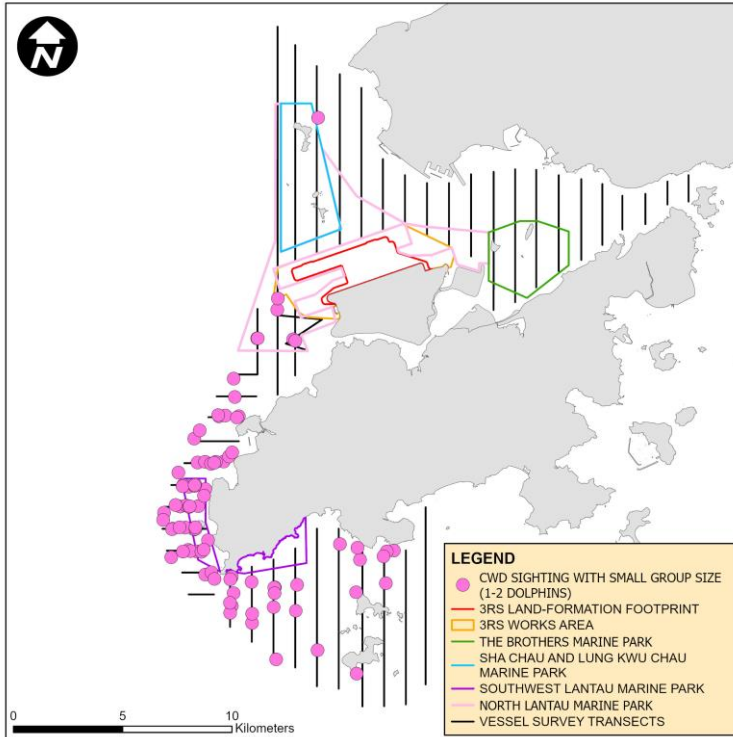 N
LEGEND
CWD SIGHTING WITH SMALL GROUP SIZE
(1-2 DOLPHINS)
3RS LAND-FORMATION FOOTPRINT
3RS WORKS AREA
THE BROTHERS MARINE PARK
SHA CHAU AND LUNG KWU CHAU
MARINE PARK
SOUTHWEST LANTAU MARINE PARK
NORTH LANTAU MARINE PARK
VESSEL SURVEY TRANSECTS
0 5 10
Kilometers